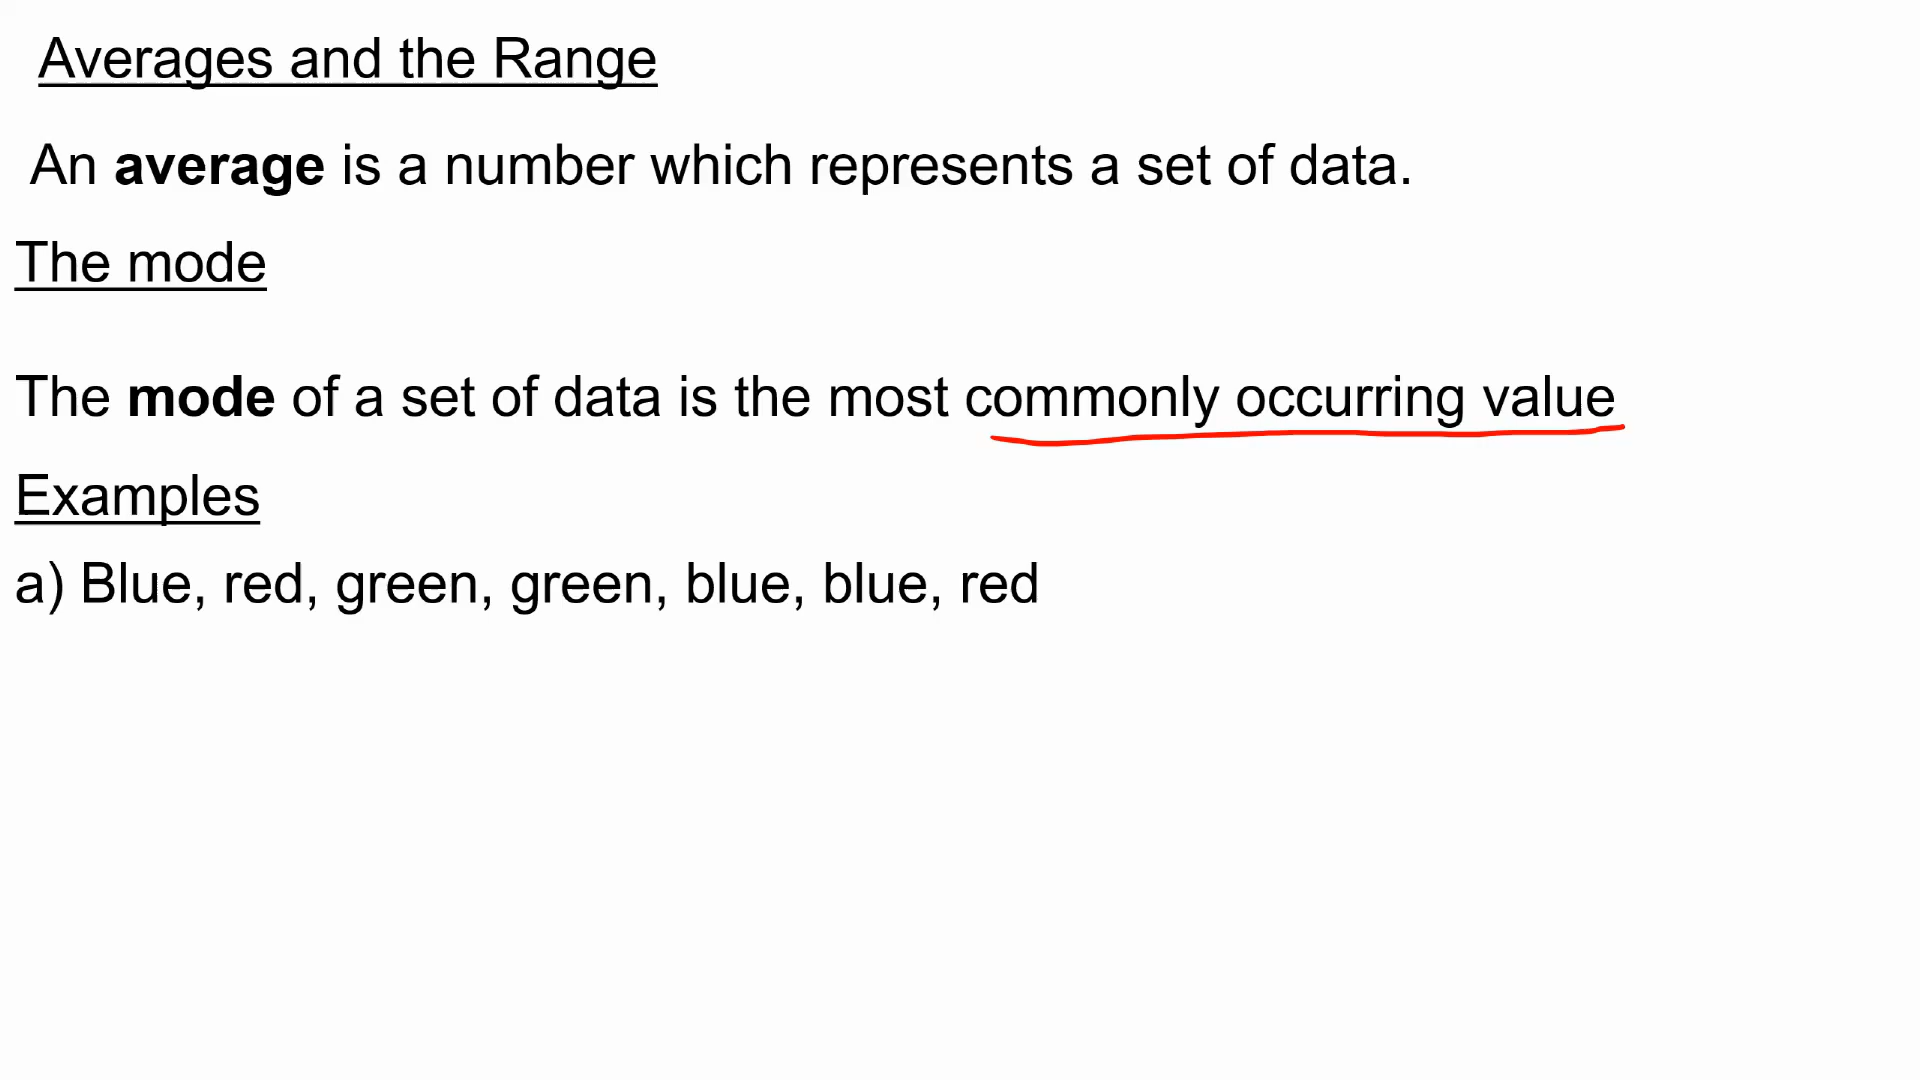 Averages and the Range
An average is a number which represents a set of data.
The mode
The mode of a set of data is the most commonly occurring value
Examples
a) Blue, red, green, green, blue, blue, red